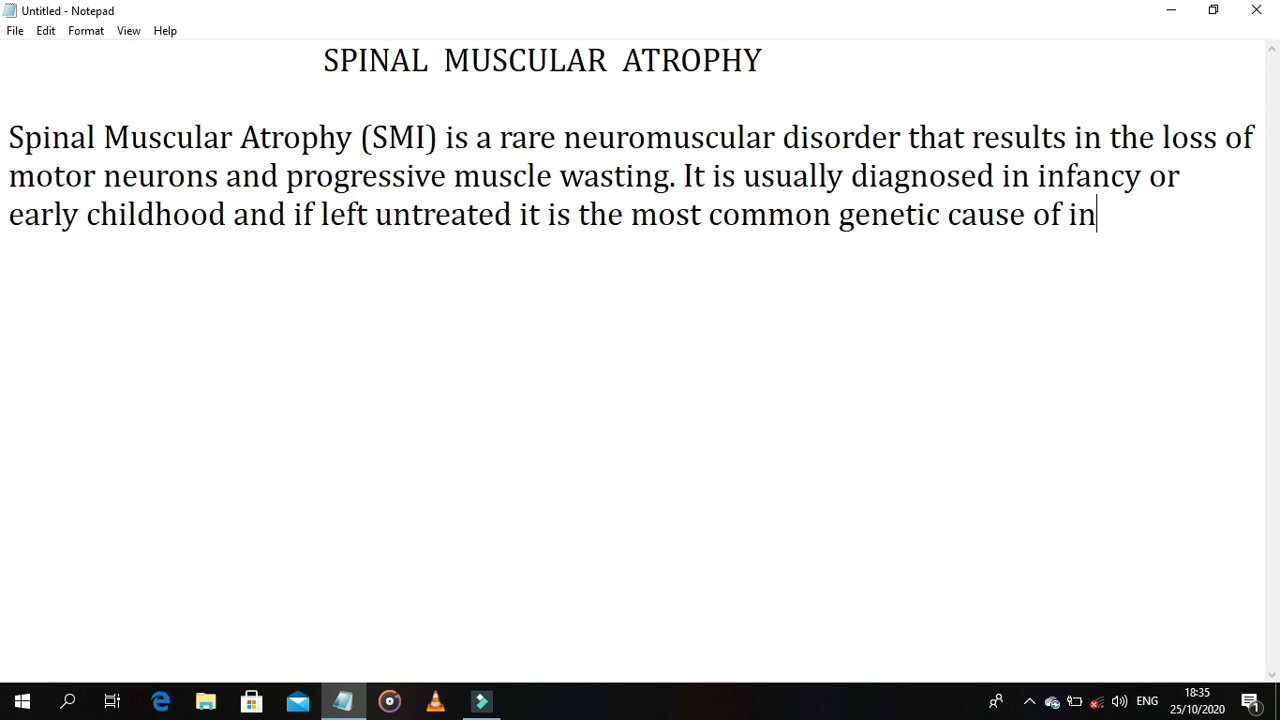 Untitled - Notepad
File Edit Format View Help
SPINAL MUSCULAR ATROPHY
Spinal Muscular Atrophy (SMI) is a rare neuromuscular disorder that results in the loss of
motor neurons and progressive muscle wasting. It is usually diagnosed in infancy or
early childhood and if left untreated it is the most common genetic cause of in
ENG
18:35
25/10/2020
1